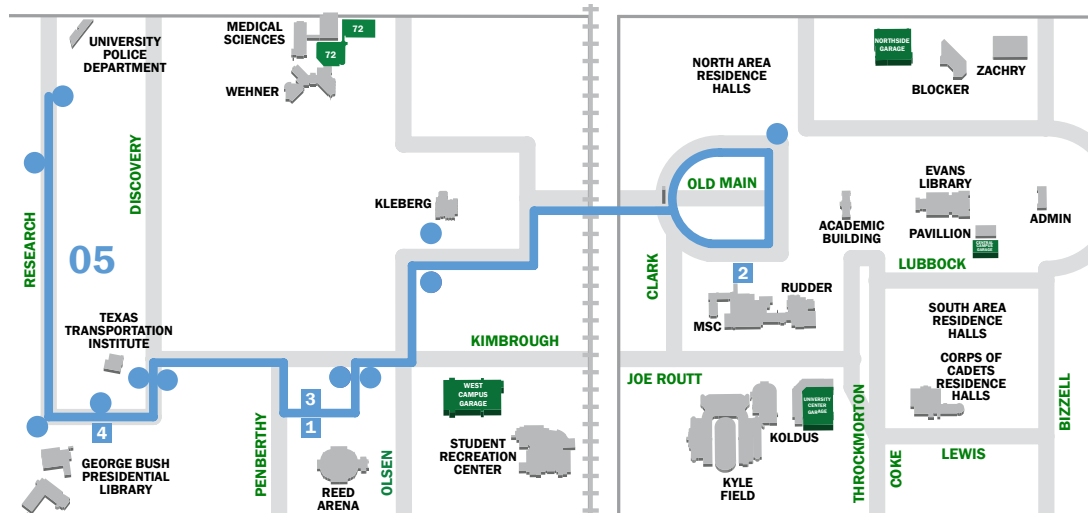 UNIVERSITY
POLICE
DEPARTMENT
MEDICAL
SCIENCES
72
72
WEHNER
NORTH AREA
RESIDENCE
HALLS
NORTHSIDE
GARAGE
BLOCKER
ZACHRY
RESEARCH
DISCOVERY
05
KLEBERG
OLD MAIN
ACADEMIC
BUILDING
EVANS
LIBRARY
PAVILLION
CENTRAL
CAMPUS
GARAGE
ADMIN
CLARK
2
LUBBOCK
MSC
RUDDER
SOUTH AREA
RESIDENCE
HALLS
CORPS OF
CADETS
RESIDENCE
HALLS
BIZZELL
TEXAS
TRANSPORTATION
INSTITUTE
KIMBROUGH
JOE ROUTT
4
3
1
WEST
CAMPUS
GARAGE
UNIVERSITY
CENTER
GARAGE
KOLDUS
THROCKMORTON
COKE
LEWIS
GEORGE BUSH
PRESIDENTIAL
LIBRARY
PENBERTHY
REED
ARENA
OLSEN
STUDENT
RECREATION
CENTER
KYLE
FIELD